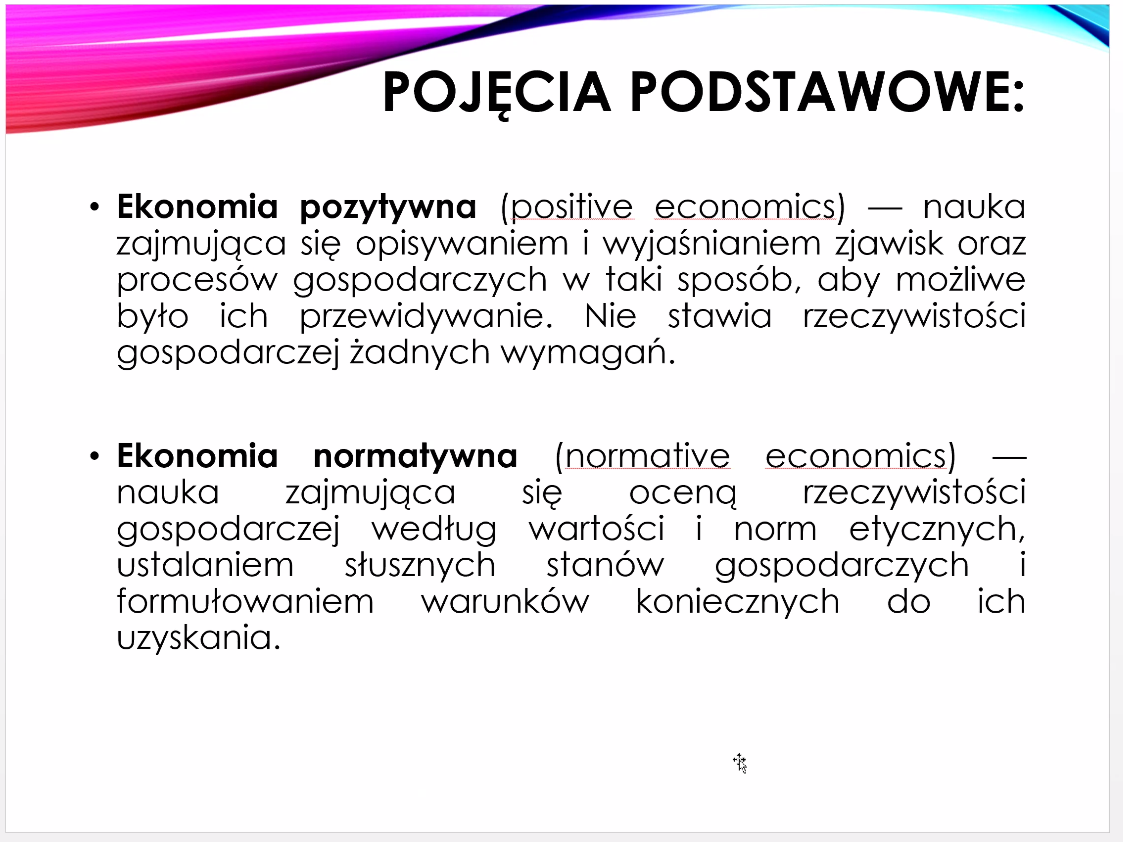 POJĘCIA PODSTAWOWE:
• Ekonomia pozytywna (positive economics) — nauka
zajmująca się opisywaniem i wyjaśnianiem zjawisk oraz
procesów gospodarczych w taki sposób, aby możliwe
było ich przewidywanie. Nie stawia rzeczywistości
gospodarczej żadnych wymagań.
• Ekonomia normatywna (normative economics) —
nauka zajmująca się oceną rzeczywistości
gospodarczej według wartości i norm etycznych,
ustalaniem słusznych stanów gospodarczych i
formułowaniem warunków koniecznych do ich
uzyskania.